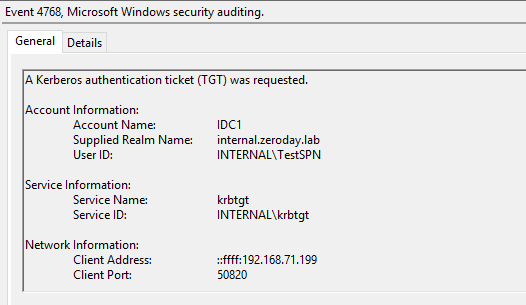 Event 4768, Microsoft Windows security auditing.
General Details
A Kerberos authentication ticket (TGT) was requested.
Account Information:
Account Name: IDC1
Supplied Realm Name: internal.zeroday.lab
User ID: INTERNAL\TestSPN
Service Information:
Service Name: krbtgt
Service ID: INTERNAL\krbtgt
Network Information:
Client Address: ::ffff:192.168.71.199
Client Port: 50820